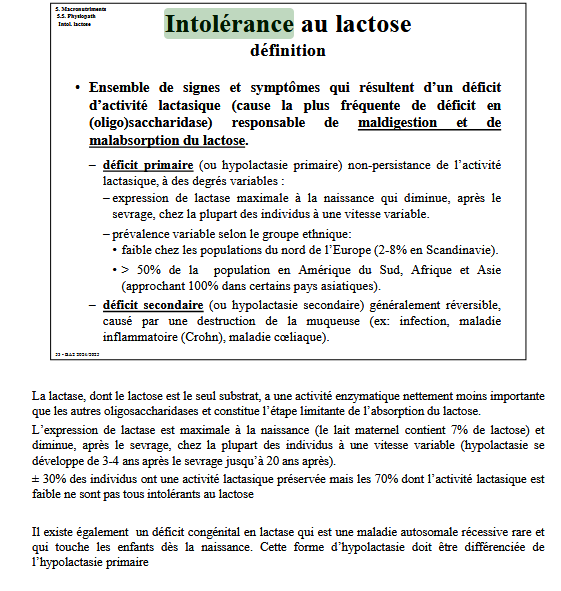 5. Macronutriments
5.5. Physiopath
Intol. lactose
Intolérance au lactose
définition
• Ensemble de signes et symptômes qui résultent d'un déficit
d'activité lactasique (cause la plus fréquente de déficit en
(oligo)saccharidase) responsable de maldigestion et de
malabsorption du lactose.
– déficit primaire (ou hypolactasie primaire) non-persistance de l'activité
lactasique, à des degrés variables :
– expression de lactase maximale à la naissance qui diminue, après le
sevrage, chez la plupart des individus à une vitesse variable.
– prévalence variable selon le groupe ethnique:
• faible chez les populations du nord de l'Europe (2-8% en Scandinavie).
• > 50% de la population en Amérique du Sud, Afrique et Asie
(approchant 100% dans certains pays asiatiques).
– déficit secondaire (ou hypolactasie secondaire) généralement réversible,
causé par une destruction de la muqueuse (ex: infection, maladie
inflammatoire (Crohn), maladie cœliaque).
La lactase, dont le lactose est le seul substrat, a une activité enzymatique nettement moins importante
que les autres oligosaccharidases et constitue l'étape limitante de l'absorption du lactose.
L'expression de lactase est maximale à la naissance (le lait maternel contient 7% de lactose) et
diminue, après le sevrage, chez la plupart des individus à une vitesse variable (hypolactasie se
développe de 3-4 ans après le sevrage jusqu'à 20 ans après).
± 30% des individus ont une activité lactasique préservée mais les 70% dont l'activité lactasique est
faible ne sont pas tous intolérants au lactose
Il existe également un déficit congénital en lactase qui est une maladie autosomale récessive rare et
qui touche les enfants dès la naissance. Cette forme d'hypolactasie doit être différenciée de
l'hypolactasie primaire